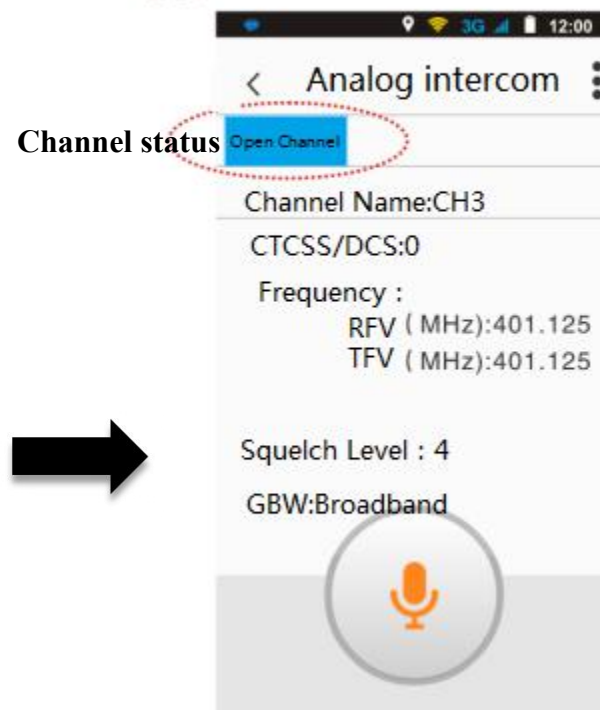 3G 12:00
< Analog intercom
Channel status Open Channel
Channel Name:CH3
CTCSS/DCS:0
Frequency :
RFV ( MHz):401.125
TFV ( MHz):401.125
Squelch Level : 4
GBW:Broadband